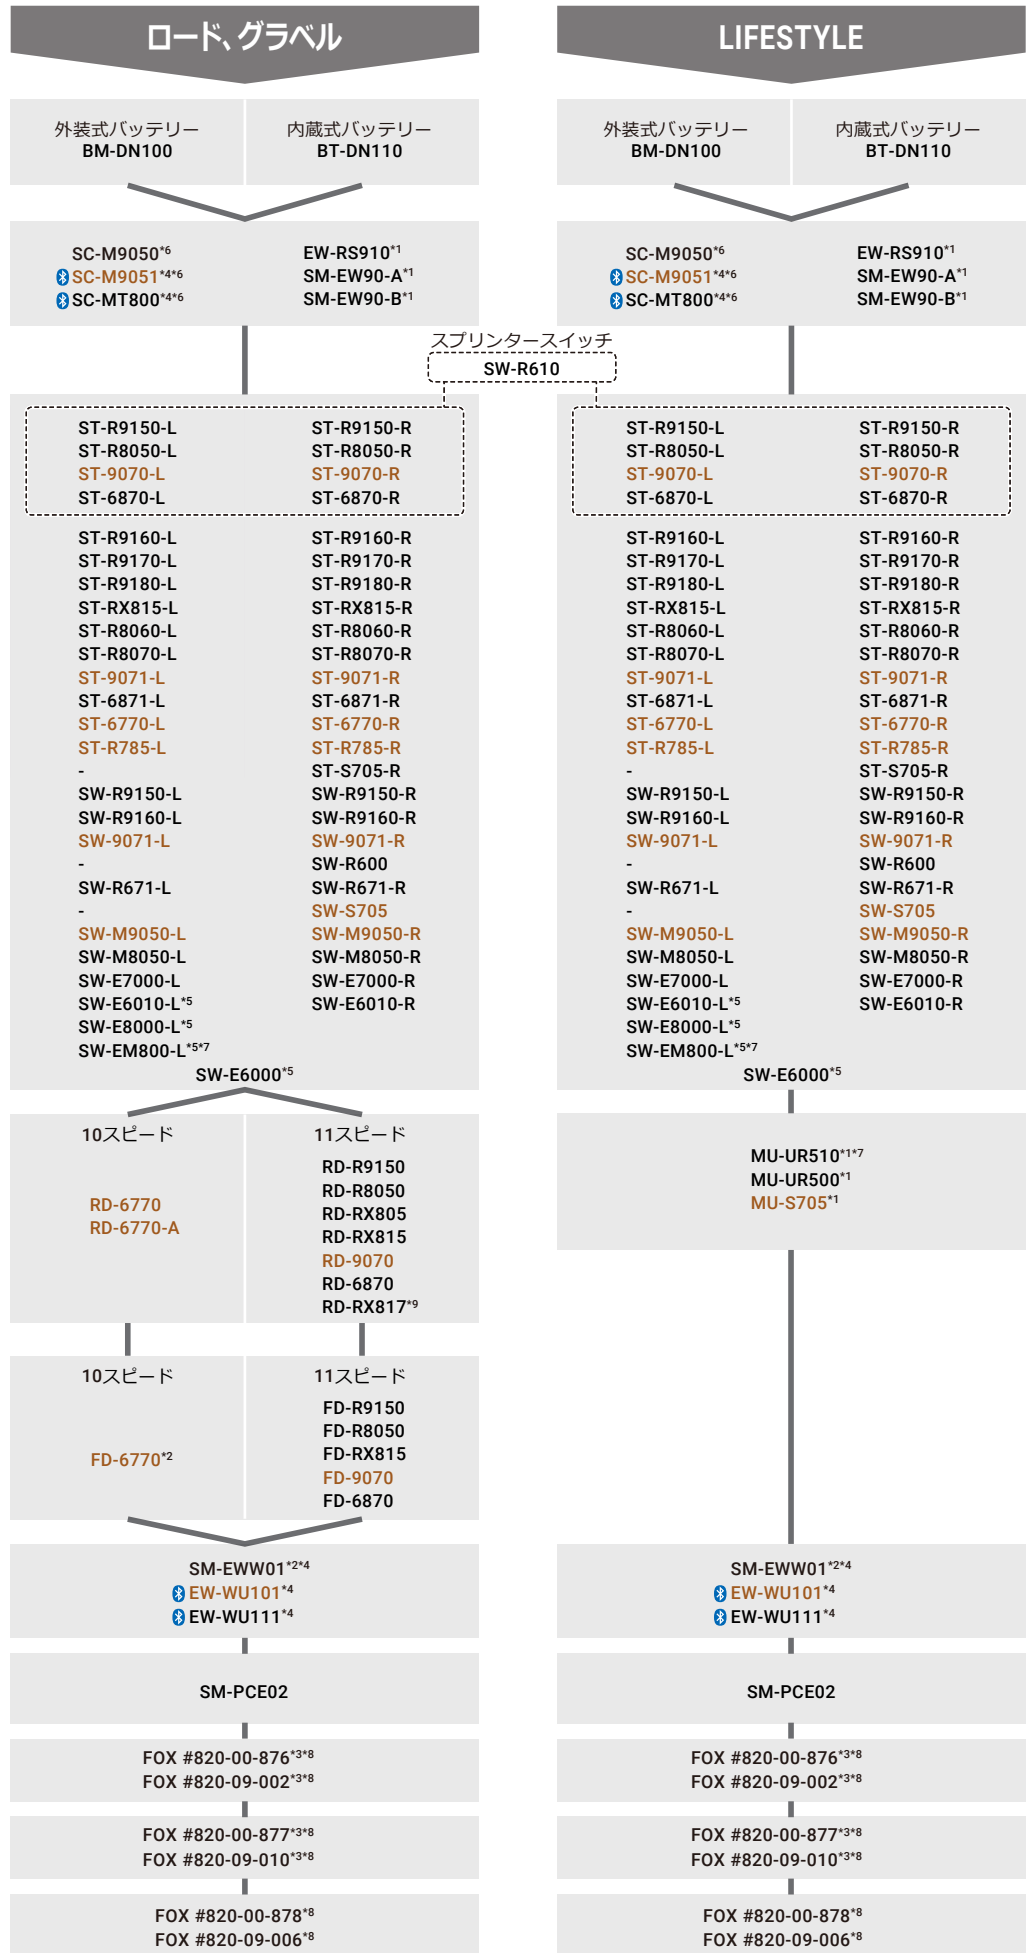 ロード、グラベル
外装式バッテリー
BM-DN100
内蔵式バッテリー
BT-DN110
SC-M9050*6
SC-M9051*4*6
SC-MT800*4*6
EW-RS910*1
SM-EW90-A*1
SM-EW90-B*1
LIFESTYLE
外装式バッテリー
BM-DN100
内蔵式バッテリー
BT-DN110
SC-M9050*6
SC-M9051*4*6
SC-MT800*4*6
EW-RS910*1
SM-EW90-A*1
SM-EW90-B*1
スプリンタースイッチ
SW-R610
ST-R9150-L ST-R9150-R
ST-R8050-L ST-R8050-R
ST-9070-L ST-9070-R
ST-6870-L ST-6870-R
ST-R9160-L ST-R9160-R
ST-R9170-L ST-R9170-R
ST-R9180-L ST-R9180-R
ST-RX815-L ST-RX815-R
ST-R8060-L ST-R8060-R
ST-R8070-L ST-R8070-R
ST-9071-L ST-9071-R
ST-6871-L ST-6871-R
ST-6770-L ST-6770-R
ST-R785-L ST-R785-R
- ST-S705-R
SW-R9150-L SW-R9150-R
SW-R9160-L SW-R9160-R
SW-9071-L SW-9071-R
- SW-R600
SW-R671-L SW-R671-R
- SW-S705
SW-M9050-L SW-M9050-R
SW-M8050-L SW-M8050-R
SW-E7000-L SW-E7000-R
SW-E6010-L*5 SW-E6010-R
SW-E8000-L*5
SW-EM800-L*5*7
SW-E6000*5
10スピード
RD-6770
RD-6770-A
11スピード
RD-R9150
RD-R8050
RD-RX805
RD-RX815
RD-9070
RD-6870
RD-RX817*9
10スピード
FD-6770*2
11スピード
FD-R9150
FD-R8050
FD-RX815
FD-9070
FD-6870
SM-EWW01*2*4
EW-WU101*4
EW-WU111*4
SM-PCE02
FOX #820-00-876*3*8
FOX #820-09-002*3*8
FOX #820-00-877*3*8
FOX #820-09-010*3*8
FOX #820-00-878*8
FOX #820-09-006*8
ST-R9150-L ST-R9150-R
ST-R8050-L ST-R8050-R
ST-9070-L ST-9070-R
ST-6870-L ST-6870-R
ST-R9160-L ST-R9160-R
ST-R9170-L ST-R9170-R
ST-R9180-L ST-R9180-R
ST-RX815-L ST-RX815-R
ST-R8060-L ST-R8060-R
ST-R8070-L ST-R8070-R
ST-9071-L ST-9071-R
ST-6871-L ST-6871-R
ST-6770-L ST-6770-R
ST-R785-L ST-R785-R
- ST-S705-R
SW-R9150-L SW-R9150-R
SW-R9160-L SW-R9160-R
SW-9071-L SW-9071-R
- SW-R600
SW-R671-L SW-R671-R
- SW-S705
SW-M9050-L SW-M9050-R
SW-M8050-L SW-M8050-R
SW-E7000-L SW-E7000-R
SW-E6010-L*5 SW-E6010-R
SW-E8000-L*5
SW-EM800-L*5*7
SW-E6000*5
MU-UR510*1*7
MU-UR500*1
MU-S705*1
SM-EWW01*2*4
EW-WU101*4
EW-WU111*4
SM-PCE02
FOX #820-00-876*3*8
FOX #820-09-002*3*8
FOX #820-00-877*3*8
FOX #820-09-010*3*8
FOX #820-00-878*8
FOX #820-09-006*8